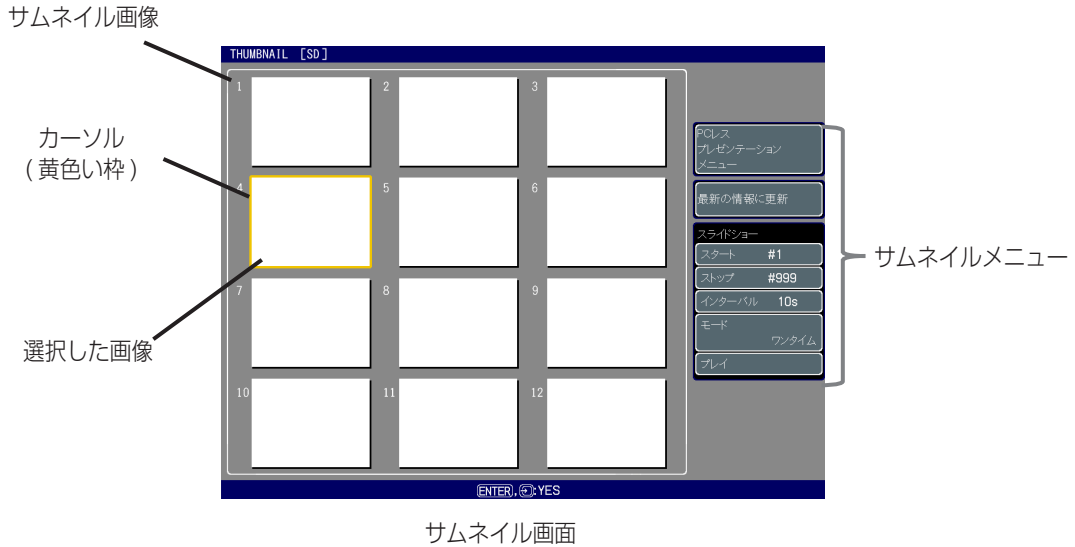 サムネイル画像
THUMBNAIL [SD]
1 2 3
カーソル
( 黄色い枠 )
4 5 6
選択した画像
7 8 9
10 11 12
PCレス
プレゼンテーション
メニュー
最新の情報に更新
スライドショー
スタート #1
ストップ #999
インターバル 10s
モード
ワンタイム
プレイ
サムネイルメニュー
ENTER, :YES
サムネイル画面